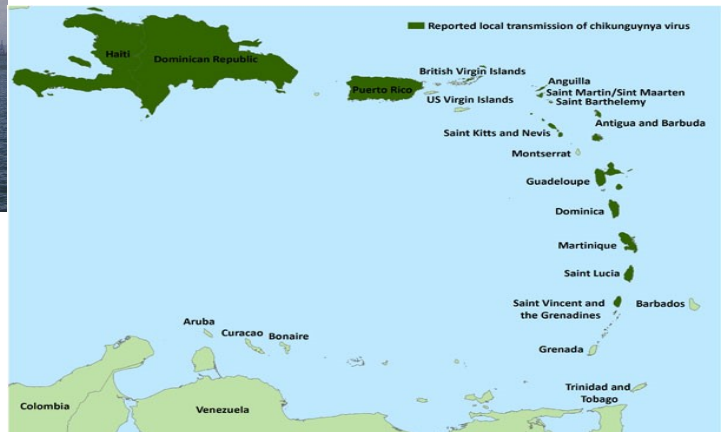 Reported local transmission of chikungunya virus
Haiti
Dominican Republic
Puerto Rico
British Virgin Islands
US Virgin Islands
Anguilla
Saint Martin/Sint Maarten
Saint Barthelemy
Antigua and Barbuda
Saint Kitts and Nevis
Montserrat
Guadeloupe
Dominica
Martinique
Saint Lucia
Saint Vincent and
the Grenadines
Barbados
Grenada
Aruba
Curacao
Bonaire
Trinidad and
Tobago
Colombia
Venezuela